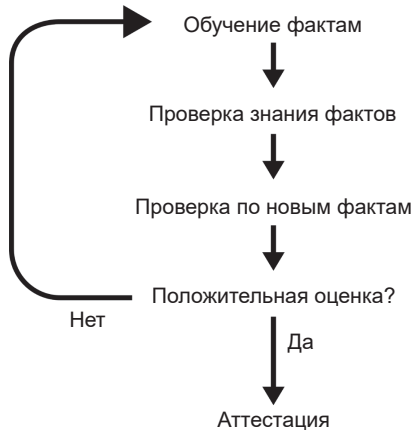 Обучение фактам
Проверка знания фактов
Проверка по новым фактам
Положительная оценка?
Нет
Да
Аттестация